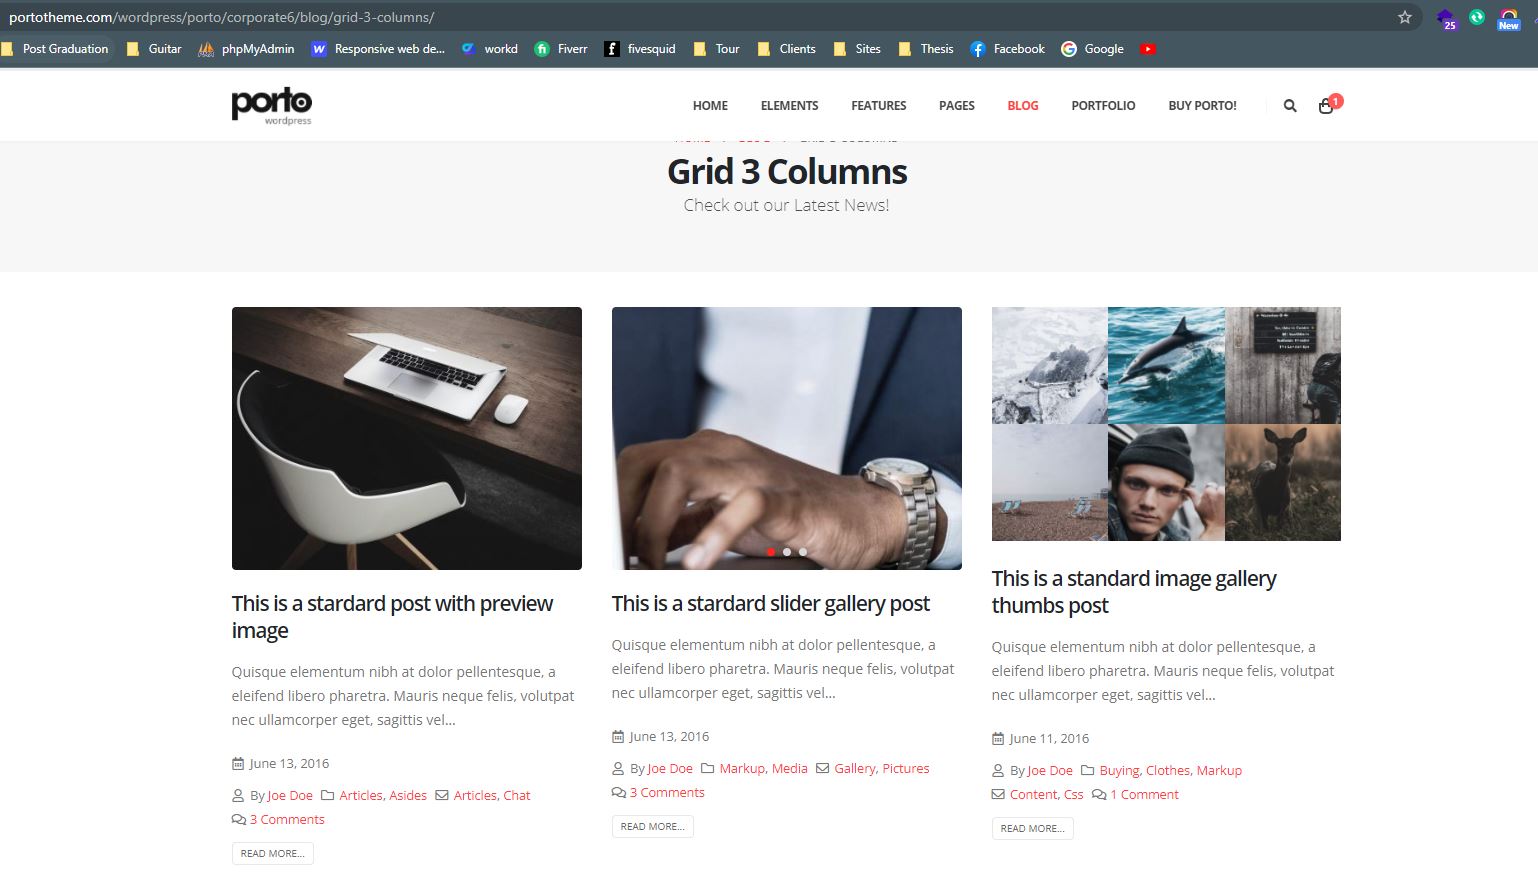 portotheme.com/wordpress/porto/corporate6/blog/grid-3-columns/
25
New
Post Graduation Guitar phpMyAdmin Responsive web de... workd Fiverr fivesquid Tour Clients Sites Thesis Facebook Google
porto
wordpress
HOME ELEMENTS FEATURES PAGES BLOG PORTFOLIO BUY PORTO! 1
Grid 3 Columns
Check out our Latest News!
This is a stardard post with preview
image
Quisque elementum nibh at dolor pellentesque, a
eleifend libero pharetra. Mauris neque felis, volutpat
nec ullamcorper eget, sagittis vel...
June 13, 2016
By Joe Doe Articles, Asides Articles, Chat
3 Comments
READ MORE...
This is a stardard slider gallery post
Quisque elementum nibh at dolor pellentesque, a
eleifend libero pharetra. Mauris neque felis, volutpat
nec ullamcorper eget, sagittis vel...
June 13, 2016
By Joe Doe Markup, Media Gallery, Pictures
3 Comments
READ MORE...
This is a standard image gallery
thumbs post
Quisque elementum nibh at dolor pellentesque, a
eleifend libero pharetra. Mauris neque felis, volutpat
nec ullamcorper eget, sagittis vel...
June 11, 2016
By Joe Doe Buying, Clothes, Markup
Content, Css 1 Comment
READ MORE...